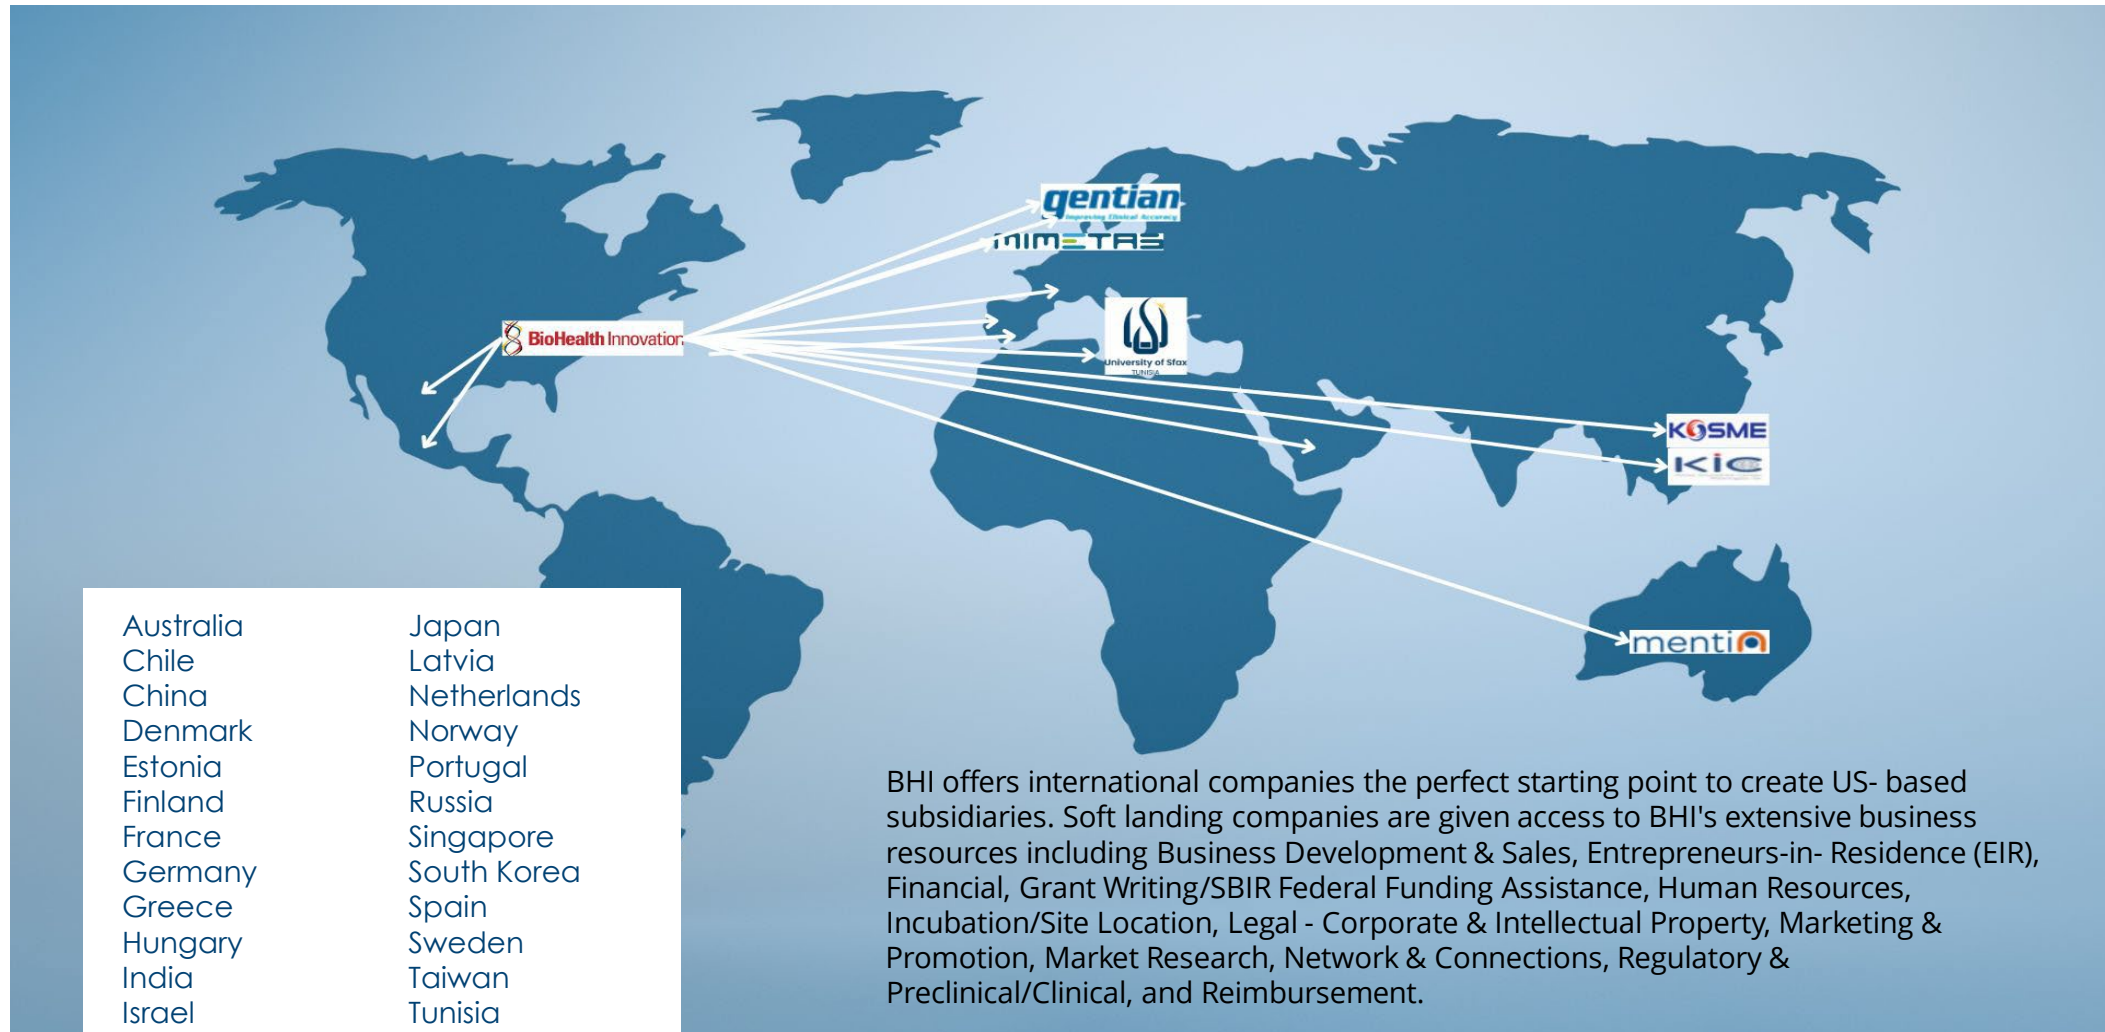 gentian
Improving Clinical Accuracy
MIMETAS
BioHealth Innovation
University of Sfax
TUNISIA
KOSME
KIC
mentia
Australia
Chile
China
Denmark
Estonia
Finland
France
Germany
Greece
Hungary
India
Israel
Japan
Latvia
Netherlands
Norway
Portugal
Russia
Singapore
South Korea
Spain
Sweden
Taiwan
Tunisia
BHI offers international companies the perfect starting point to create US- based
subsidiaries. Soft landing companies are given access to BHI's extensive business
resources including Business Development & Sales, Entrepreneurs-in- Residence (EIR),
Financial, Grant Writing/SBIR Federal Funding Assistance, Human Resources,
Incubation/Site Location, Legal - Corporate & Intellectual Property, Marketing &
Promotion, Market Research, Network & Connections, Regulatory &
Preclinical/Clinical, and Reimbursement.